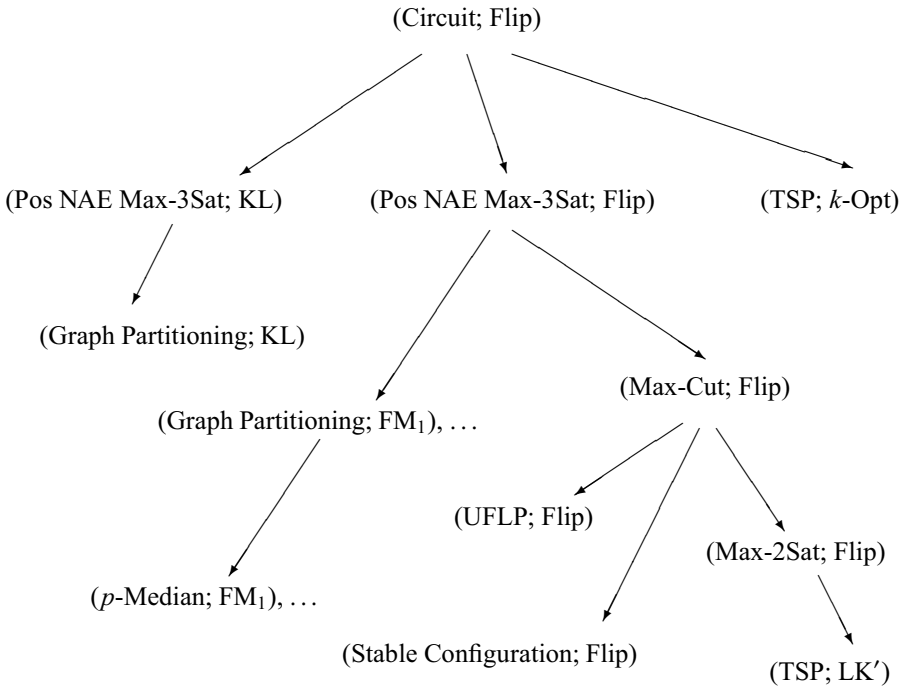 (Circuit; Flip)
(Pos NAE Max-3Sat; KL)
(Pos NAE Max-3Sat; Flip)
(TSP; k-Opt)
(Graph Partitioning; KL)
(Max-Cut; Flip)
(Graph Partitioning; FM₁), …
(UFLP; Flip)
(Max-2Sat; Flip)
(p-Median; FM₁), …
(Stable Configuration; Flip)
(TSP; LK′)